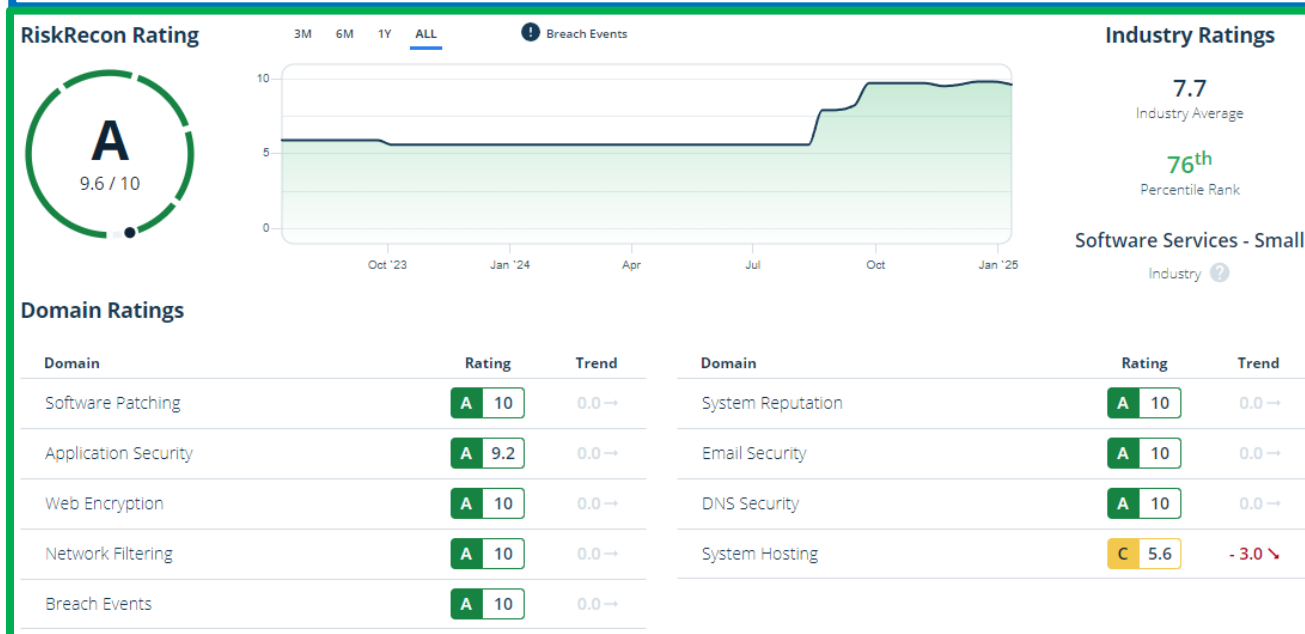 RiskRecon Rating
3M 6M 1Y ALL
! Breach Events
Industry Ratings
A
9.6 / 10
10
5
0
Oct '23 Jan '24 Apr Jul Oct Jan '25
7.7
Industry Average
76th
Percentile Rank
Software Services - Small
Industry ?
Domain Ratings
Domain Rating Trend
Software Patching A 10 0.0 →
Application Security A 9.2 0.0 →
Web Encryption A 10 0.0 →
Network Filtering A 10 0.0 →
Breach Events A 10 0.0 →
Domain Rating Trend
System Reputation A 10 0.0 →
Email Security A 10 0.0 →
DNS Security A 10 0.0 →
System Hosting C 5.6 - 3.0 ↘